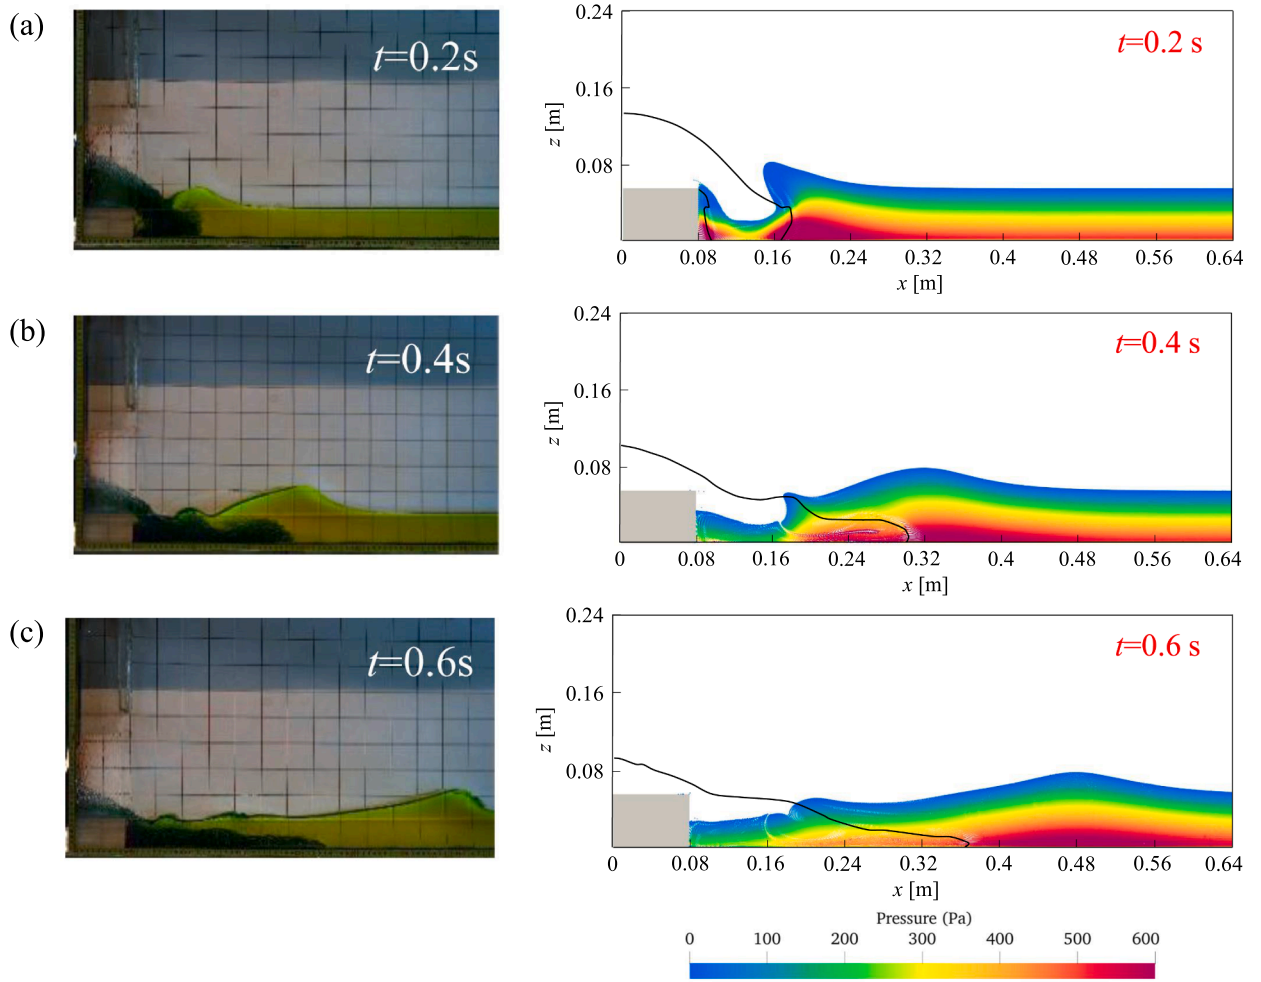 (a)
t=0.2s
0.24
t=0.2 s
0.16
z [m]
0.08
0 0.08 0.16 0.24 0.32 0.4 0.48 0.56 0.64
x [m]
(b)
t=0.4s
0.24
t=0.4 s
0.16
z [m]
0.08
0 0.08 0.16 0.24 0.32 0.4 0.48 0.56 0.64
x [m]
(c)
t=0.6s
0.24
t=0.6 s
0.16
z [m]
0.08
0 0.08 0.16 0.24 0.32 0.4 0.48 0.56 0.64
x [m]
Pressure (Pa)
0 100 200 300 400 500 600